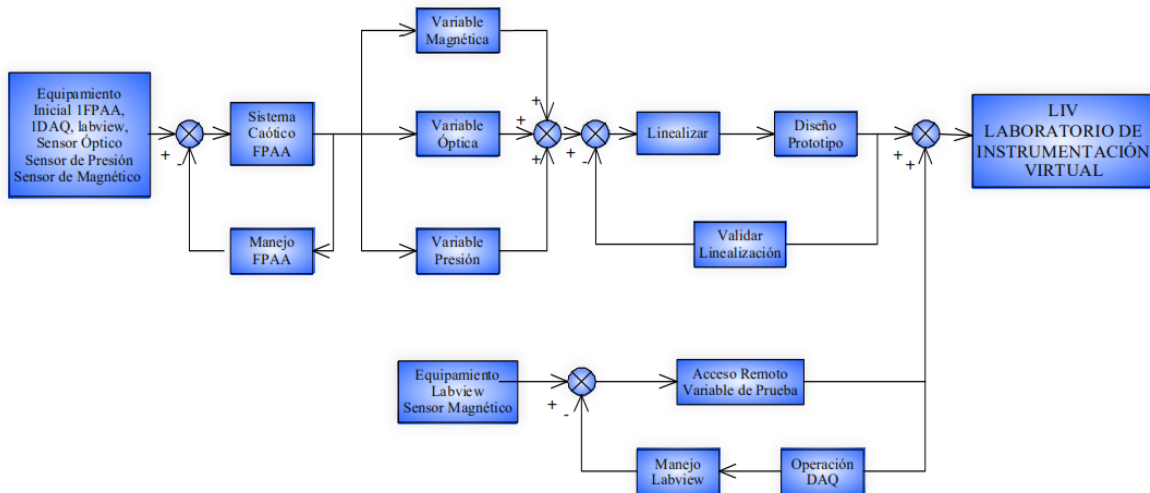 Equipamiento
Inicial 1FPAA,
1DAQ, labview,
Sensor Óptico
Sensor de Presión
Sensor de Magnético
+
-
Sistema
Caótico
FPAA
Manejo
FPAA
Variable
Magnética
Variable
Óptica
Variable
Presión
+
+
+
+
-
Linealizar
Diseño
Prototipo
Validar
Linealización
+
+
LIV
LABORATORIO DE
INSTRUMENTACIÓN
VIRTUAL
Equipamiento
Labview
Sensor Magnético
+
-
Acceso Remoto
Variable de Prueba
Manejo
Labview
Operación
DAQ